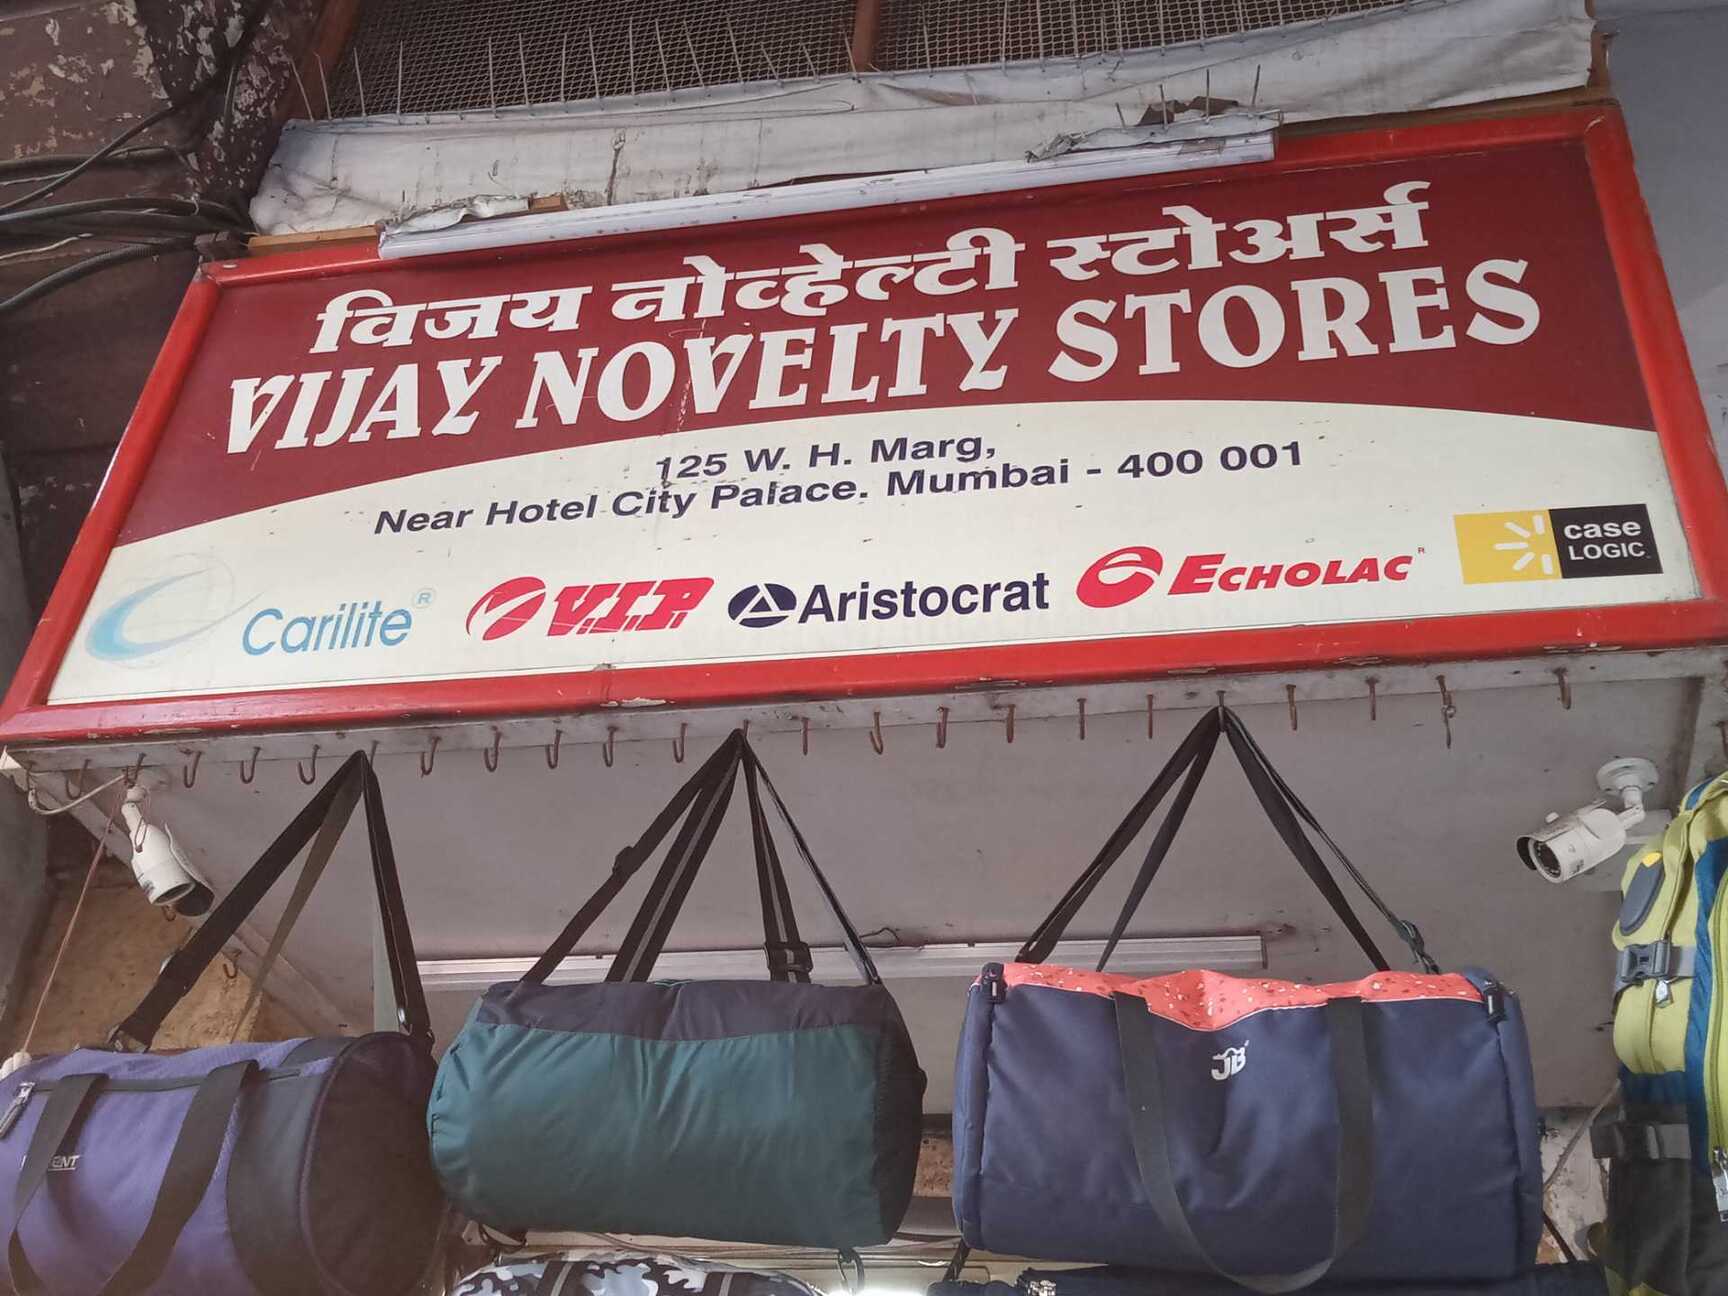 विजय नोव्हेल्टी स्टोअर्स
VIJAY NOVELTY STORES
125 W. H. Marg,
Near Hotel City Palace. Mumbai - 400 001
Carilite ®
V.I.P.
Aristocrat
ECHOLAC ®
case LOGIC
JB